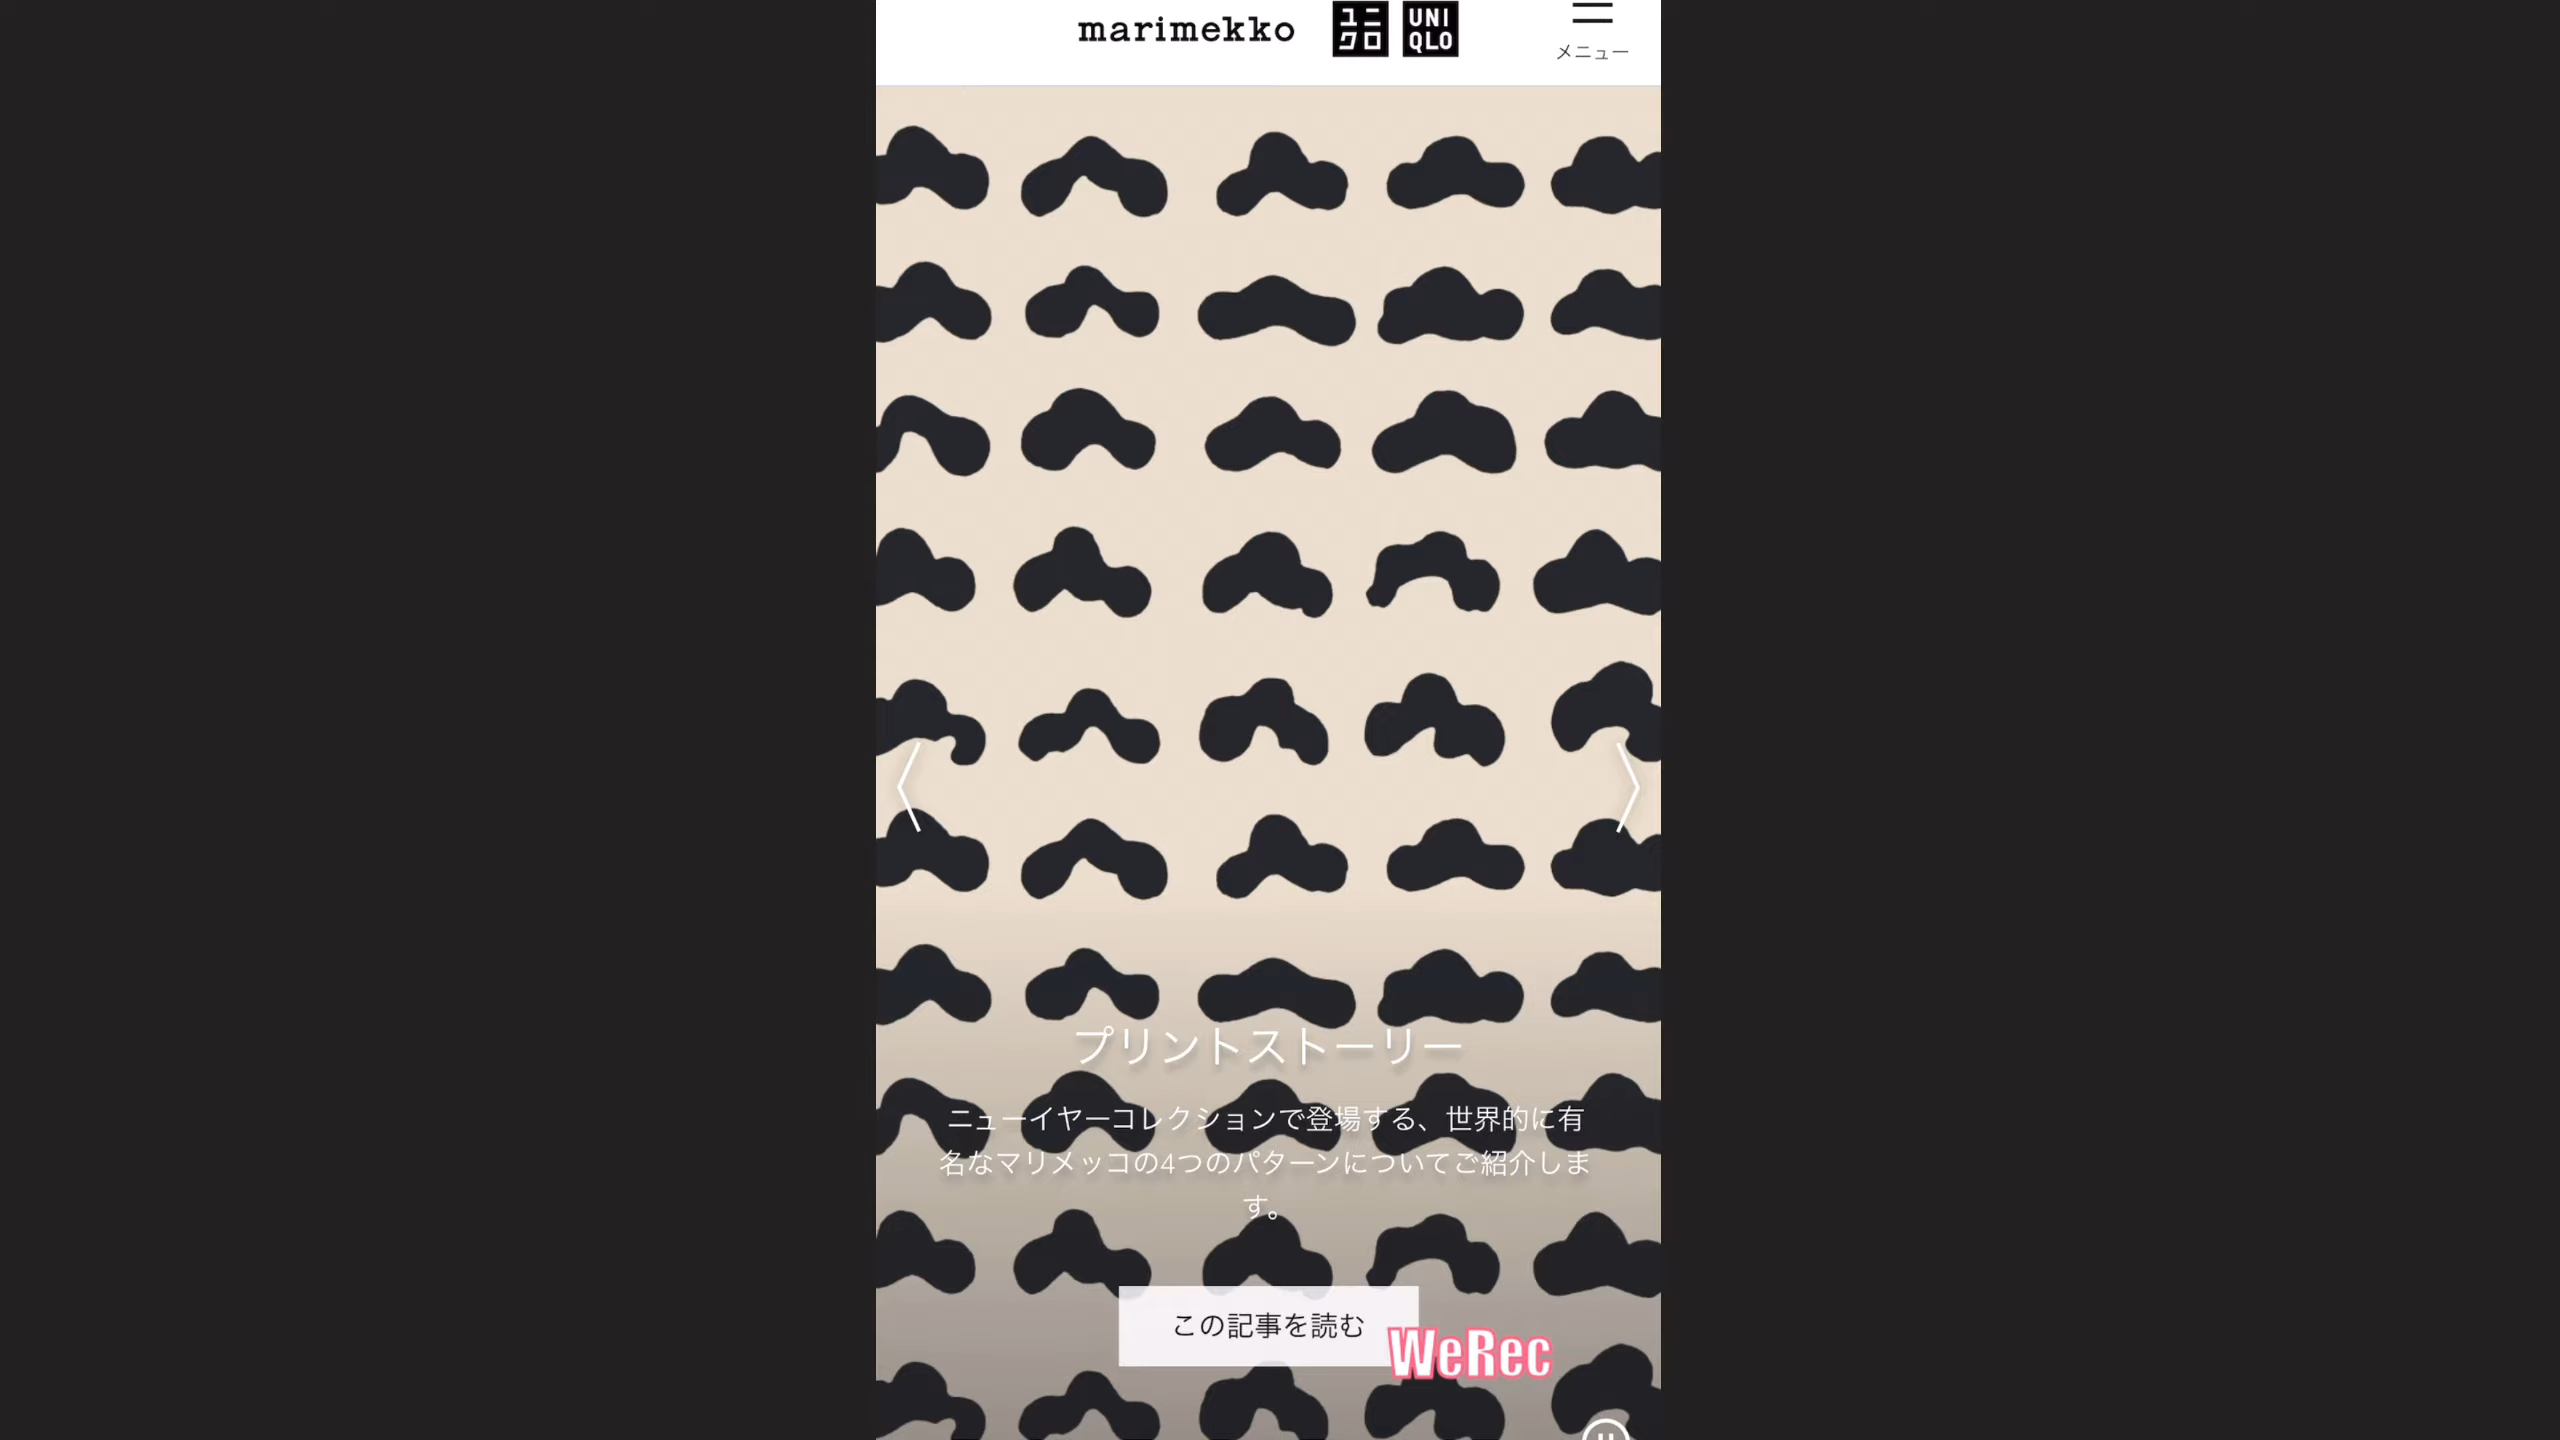 marimekko ユニクロ UNIQLO
メニュー
プリントストーリー
ニューイヤーコレクションで登場する、世界的に有
名なマリメッコの4つのパターンについてご紹介しま
す。
この記事を読む
WeRec